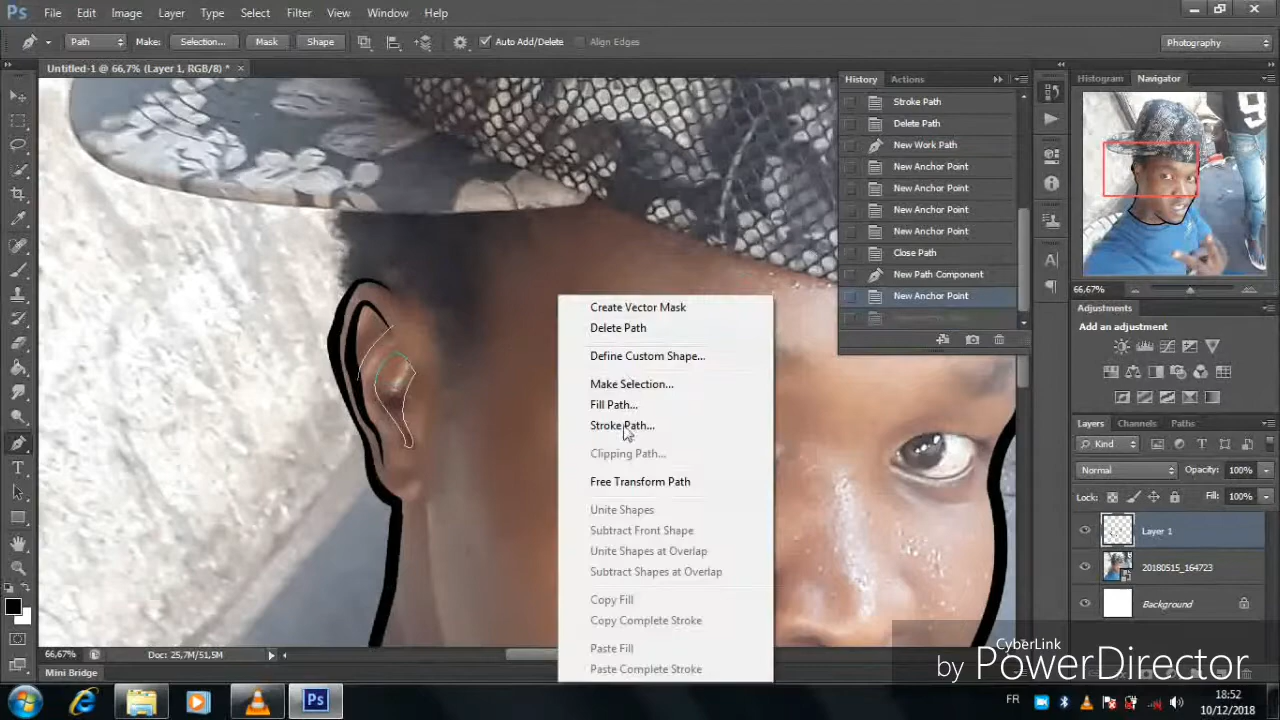 Ps File Edit Image Layer Type Select Filter View Window Help
Path Make: Selection... Mask Shape Auto Add/Delete Align Edges Photography
Untitled-1 @ 66,7% (Layer 1, RGB/8) * ×
History Actions
Stroke Path
Delete Path
New Work Path
New Anchor Point
New Anchor Point
New Anchor Point
New Anchor Point
Close Path
New Path Component
New Anchor Point
Histogram Navigator
66,67%
Adjustments
Add an adjustment
Layers Channels Paths
Kind
Normal Opacity: 100%
Lock: Fill: 100%
Layer 1
20180515_164723
Background
Create Vector Mask
Delete Path
Define Custom Shape...
Make Selection...
Fill Path...
Stroke Path...
Clipping Path...
Free Transform Path
Unite Shapes
Subtract Front Shape
Unite Shapes at Overlap
Subtract Shapes at Overlap
Copy Fill
Copy Complete Stroke
Paste Fill
Paste Complete Stroke
66,67% Doc: 25,7M/51,5M
Mini Bridge
CyberLink
by PowerDirector
Ps FR 18:52
10/12/2018